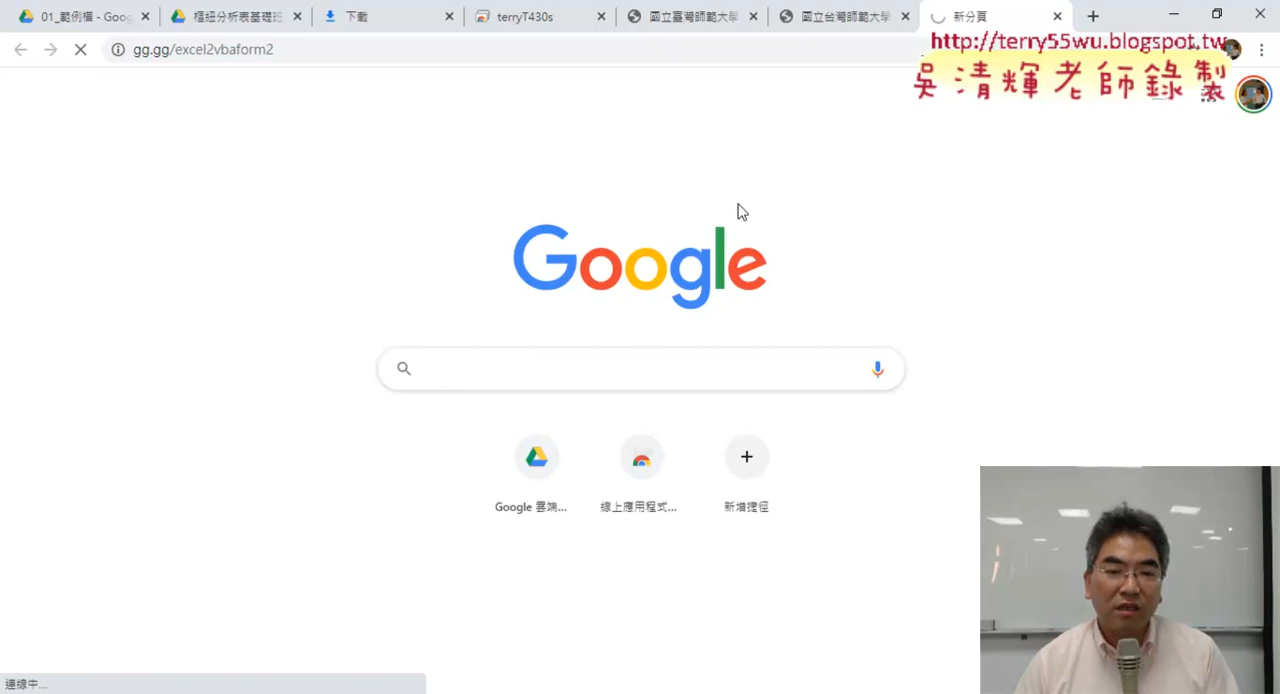 01_範例檔 - Goog
樞紐分析表基礎班
下載
terryT430s
國立臺灣師範大學
國立台灣師範大學
新分頁
gg.gg/excel2vbaform2
http://terry55wu.blogspot.tw
吳清輝老師錄製
Google
Google 雲端...
線上應用程式...
新增捷徑
連線中...